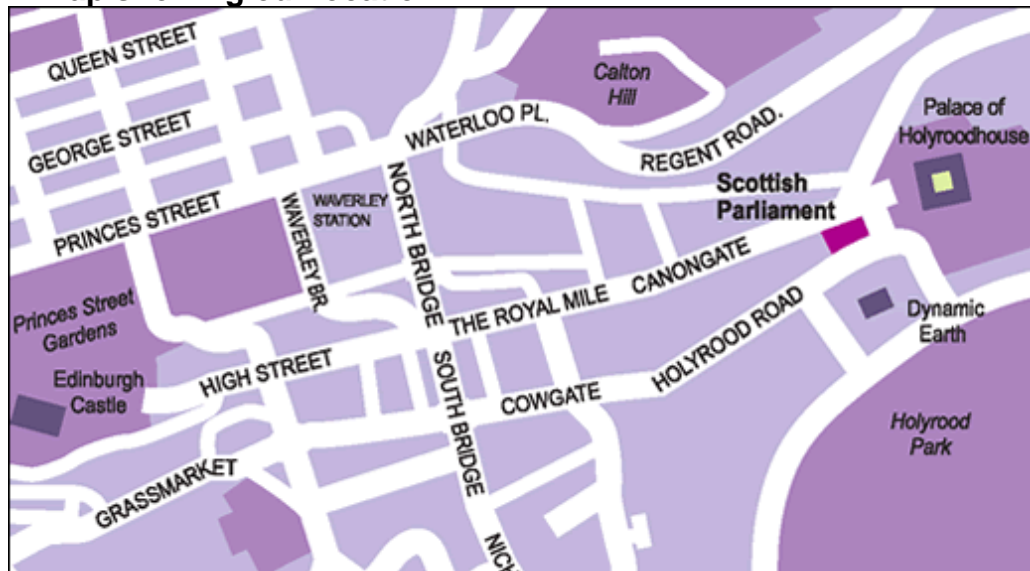 QUEEN STREET
GEORGE STREET
PRINCES STREET
WAVERLEY BR.
WAVERLEY
STATION
NORTH BRIDGE
WATERLOO PL.
Calton
Hill
REGENT ROAD.
Palace of
Holyroodhouse
Scottish
Parliament
Princes Street
Gardens
Edinburgh
Castle
HIGH STREET
THE ROYAL MILE
CANONGATE
SOUTH BRIDGE
COWGATE
HOLYROOD ROAD
Dynamic
Earth
Holyrood
Park
GRASSMARKET